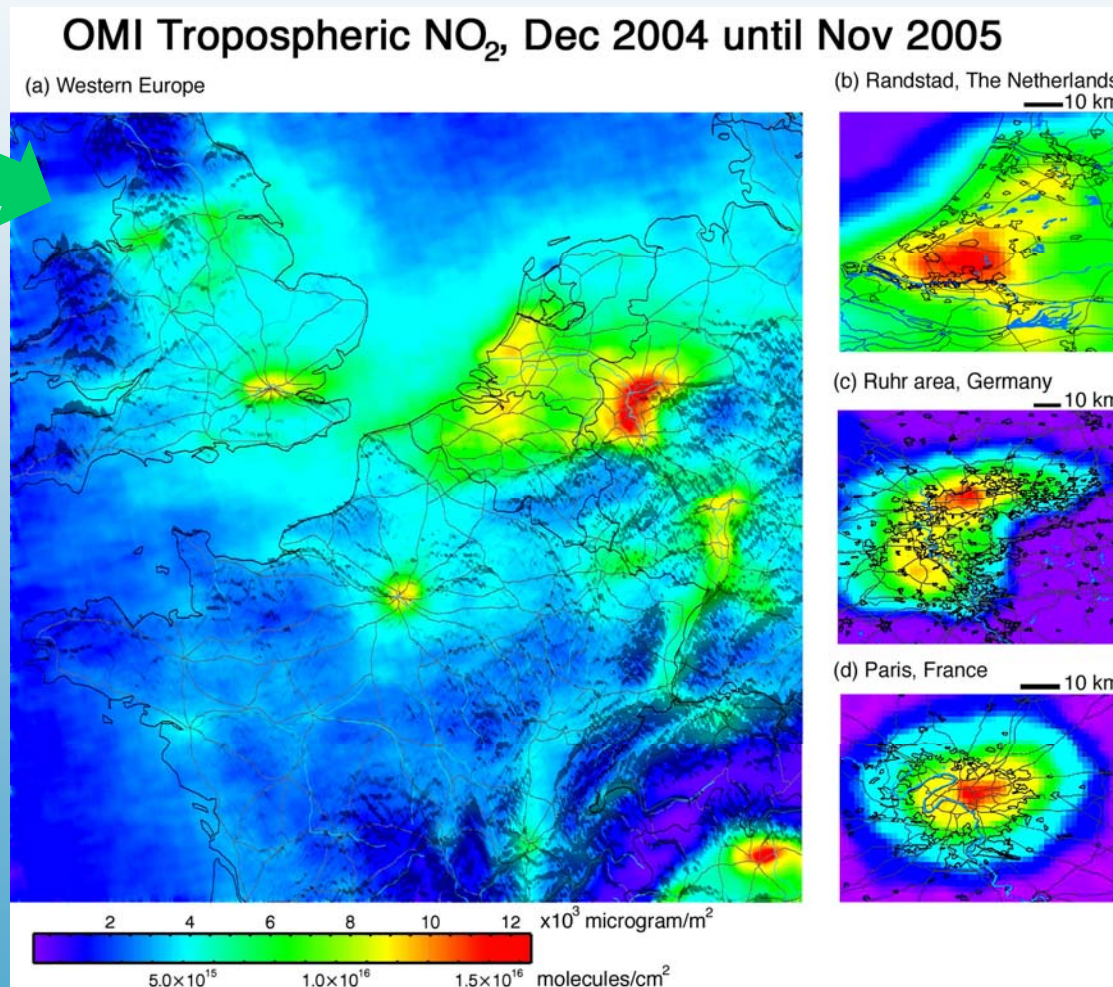 OMI Tropospheric NO₂, Dec 2004 until Nov 2005
(a) Western Europe
(b) Randstad, The Netherlands
10 km
(c) Ruhr area, Germany
10 km
(d) Paris, France
10 km
2 4 6 8 10 12 x10³ microgram/m²
5.0×10¹⁵ 1.0×10¹⁶ 1.5×10¹⁶ molecules/cm²